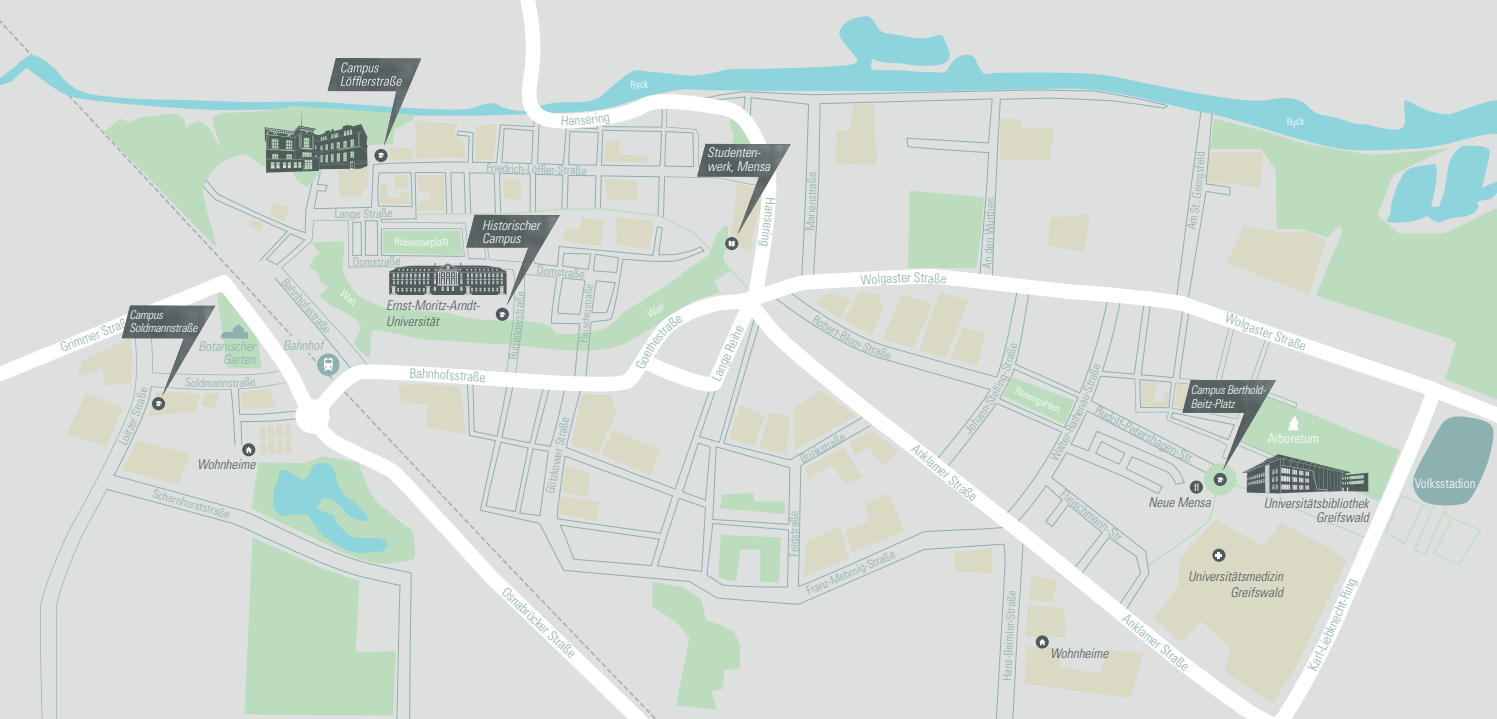 Campus
Löfflerstraße
Ryck
Hansering
Ryck
Friedrich-Löffler-Straße
Studenten-
werk, Mensa
Marienstraße
Am St. Georgsfeld
An den Wurthen
Lange Straße
Historischer
Campus
Hansering
Rubenowplatz
Domstraße
Domstraße
Wall
Wall
Ernst-Moritz-Arndt-
Universität
Rubenowstraße
Fleischerstraße
Wolgaster Straße
Wolgaster Straße
Campus
Soldmannstraße
Grimmer Straß
Bahnhofsstraße
Botanischer
Garten
Bahnhof
Soldmannstraße
Bahnhofsstraße
Goethestraße
Lange Reihe
Robert-Blum-Straße
Johann-Stelling-Straße
Rosengarten
Walter-Rathenau-Straße
Rudolf-Petershagen-Str.
Campus Berthold-
Beitz-Platz
Arboretum
Volksstadion
Loitzer Straße
Wohnheime
Scharnhorststraße
Gützkower Straße
Brinkstraße
Anklamer Straße
Feldstraße
Fleischmann-Str.
Neue Mensa
Universitätsbibliothek
Greifswald
Universitätsmedizin
Greifswald
Franz-Mehring-Straße
Osnabrücker Straße
Hans-Beimler-Straße
Wohnheime
Anklamer Straße
Karl-Liebknecht-Ring